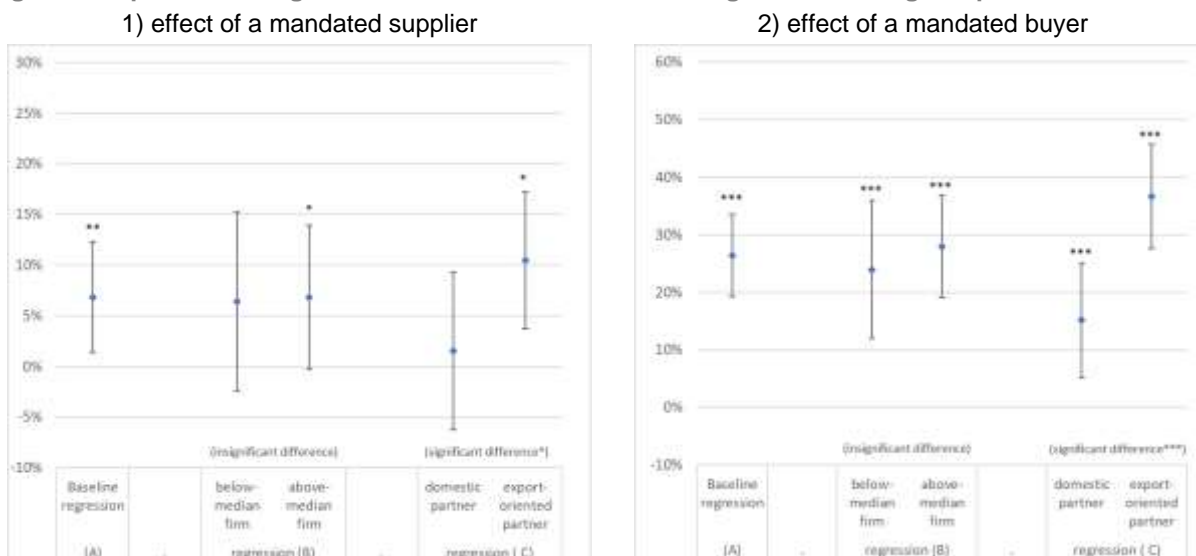 1) effect of a mandated supplier
30%
25%
20%
15%
10%
5%
0%
-5%
-10%
**
*
*
(insignificant difference)
(significant difference*)
Baseline regression
below-median firm
above-median firm
domestic partner
export-oriented partner
(A)
-
regression (B)
-
regression ( C)
2) effect of a mandated buyer
60%
50%
40%
30%
20%
10%
0%
-10%
***
***
***
***
***
(insignificant difference)
(significant difference***)
Baseline regression
below-median firm
above-median firm
domestic partner
export-oriented partner
(A)
-
regression (B)
-
regression ( C)